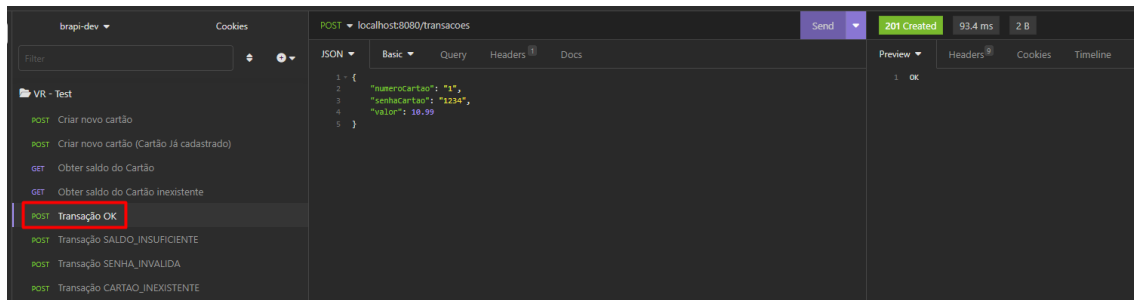 brapi-dev Cookies
Filter
VR - Test
POST Criar novo cartão
POST Criar novo cartão (Cartão Já cadastrado)
GET Obter saldo do Cartão
GET Obter saldo do Cartão inexistente
POST Transação OK
POST Transação SALDO_INSUFICIENTE
POST Transação SENHA_INVALIDA
POST Transação CARTAO_INEXISTENTE
POST localhost:8080/transacoes Send
JSON Basic Query Headers 1 Docs
1 {
2 "numeroCartao": "1",
3 "senhaCartao": "1234",
4 "valor": 10.99
5 }
201 Created 93.4 ms 2 B
Preview Headers 9 Cookies Timeline
1 OK